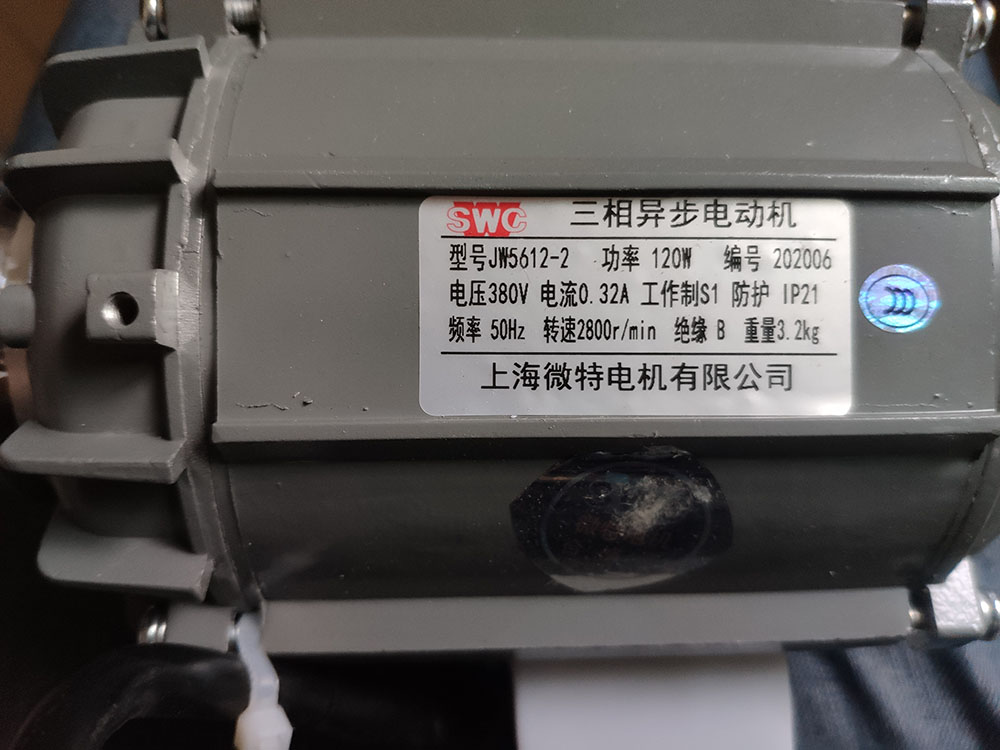 SWC 三相异步电动机
型号JW5612-2 功率 120W 编号 202006
电压380V 电流0.32A 工作制S1 防护 IP21
频率 50Hz 转速2800r/min 绝缘 B 重量3.2kg
上海微特电机有限公司